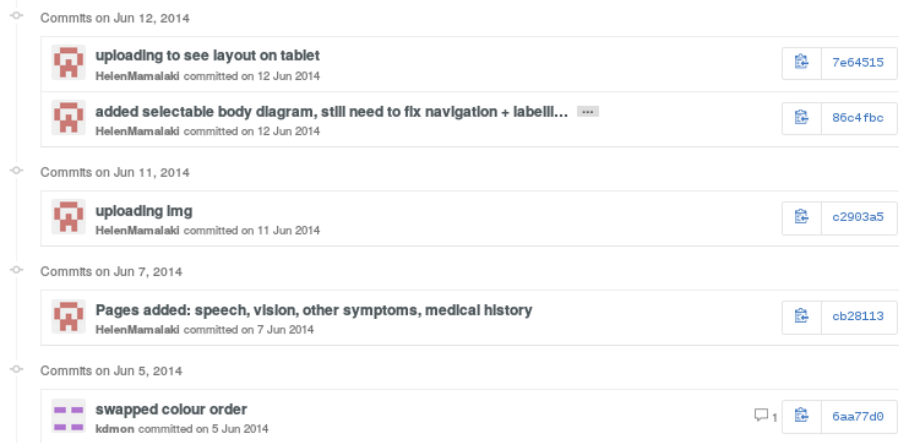 Commits on Jun 12, 2014
uploading to see layout on tablet
HelenMamalaki committed on 12 Jun 2014
7e64515
added selectable body diagram, still need to fix navigation + labelli... ...
HelenMamalaki committed on 12 Jun 2014
86c4fbc
Commits on Jun 11, 2014
uploading img
HelenMamalaki committed on 11 Jun 2014
c2903a5
Commits on Jun 7, 2014
Pages added: speech, vision, other symptoms, medical history
HelenMamalaki committed on 7 Jun 2014
cb28113
Commits on Jun 5, 2014
swapped colour order
kdmon committed on 5 Jun 2014
1
6aa77d0